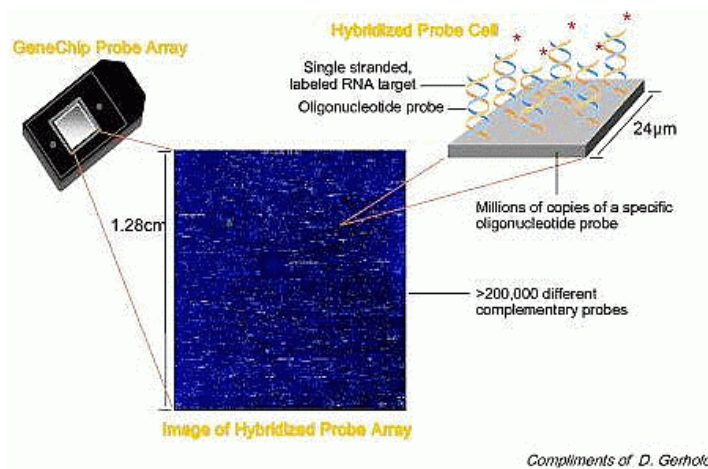 GeneChip Probe Array
Hybridized Probe Cell
Single stranded,
labeled RNA target
Oligonucleotide probe
* * * * *
24µm
1.28cm
Millions of copies of a specific
oligonucleotide probe
>200,000 different
complementary probes
Image of Hybridized Probe Array
Compliments of D. Gerhold